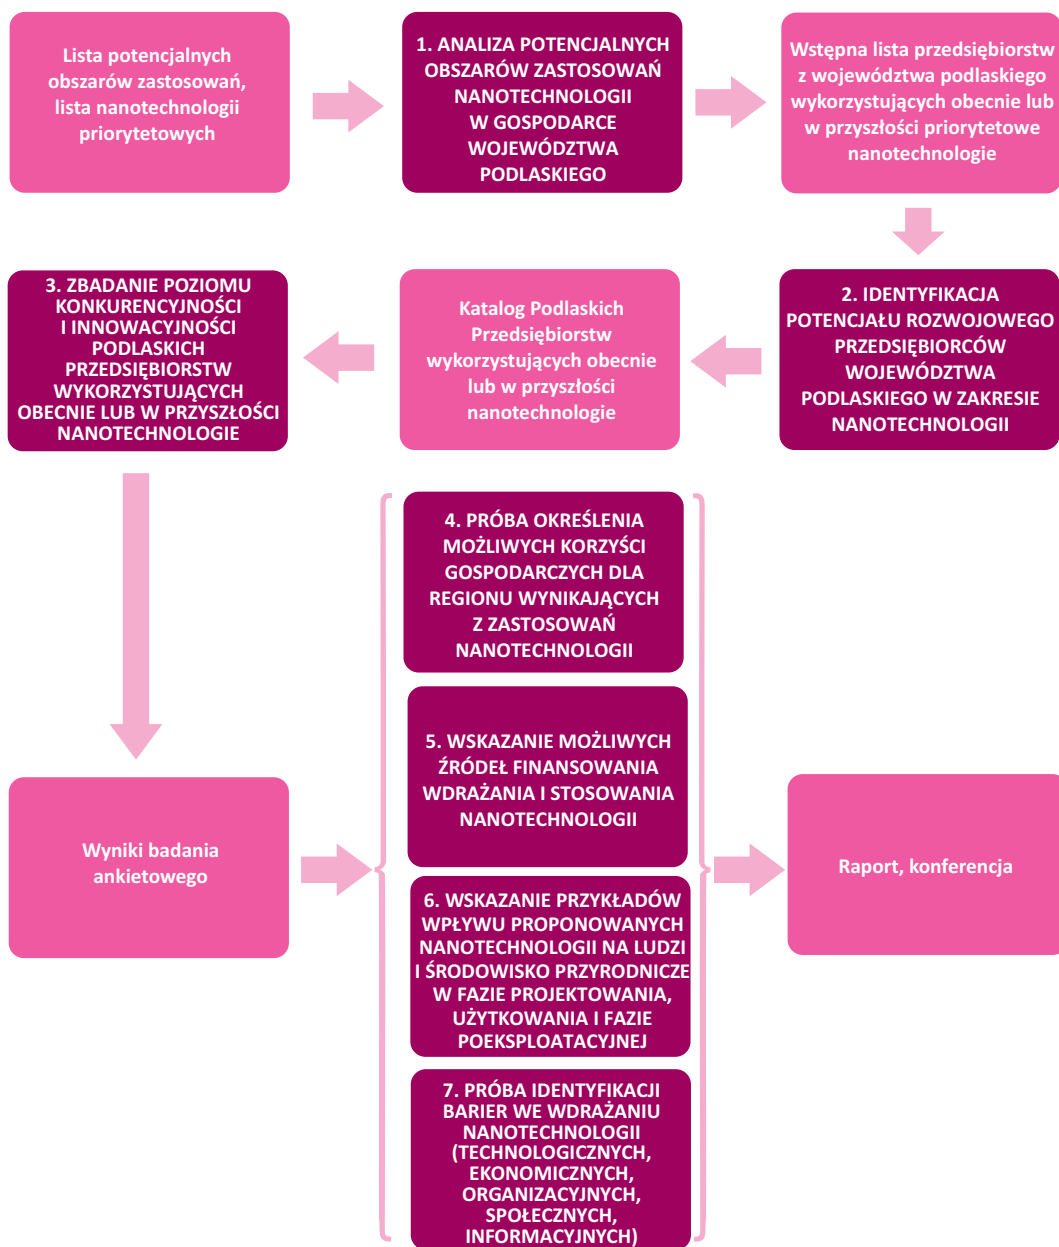 Lista potencjalnych
obszarów zastosowań,
lista nanotechnologii
priorytetowych
1. ANALIZA POTENCJALNYCH
OBSZARÓW ZASTOSOWAŃ
NANOTECHNOLOGII
W GOSPODARCE
WOJEWÓDZTWA
PODLASKIEGO
Wstępna lista przedsiębiorstw
z województwa podlaskiego
wykorzystujących obecnie lub
w przyszłości priorytetowe
nanotechnologie
2. IDENTYFIKACJA
POTENCJAŁU ROZWOJOWEGO
PRZEDSIĘBIORCÓW
WOJEWÓDZTWA
PODLASKIEGO W ZAKRESIE
NANOTECHNOLOGII
Katalog Podlaskich
Przedsiębiorstw
wykorzystujących obecnie
lub w przyszłości
nanotechnologie
3. ZBADANIE POZIOMU
KONKURENCYJNOŚCI
I INNOWACYJNOŚCI
PODLASKICH
PRZEDSIĘBIORSTW
WYKORZYSTUJĄCYCH
OBECNIE LUB W PRZYSZŁOŚCI
NANOTECHNOLOGIE
Wyniki badania
ankietowego
4. PRÓBA OKREŚLENIA
MOŻLIWYCH KORZYŚCI
GOSPODARCZYCH DLA
REGIONU WYNIKAJĄCYCH
Z ZASTOSOWAŃ
NANOTECHNOLOGII
5. WSKAZANIE MOŻLIWYCH
ŹRÓDEŁ FINANSOWANIA
WDRAŻANIA I STOSOWANIA
NANOTECHNOLOGII
6. WSKAZANIE PRZYKŁADÓW
WPŁYWU PROPONOWANYCH
NANOTECHNOLOGII NA LUDZI
I ŚRODOWISKO PRZYRODNICZE
W FAZIE PROJEKTOWANIA,
UŻYTKOWANIA I FAZIE
POEKSPLOATACYJNEJ
7. PRÓBA IDENTYFIKACJI
BARIER WE WDRAŻANIU
NANOTECHNOLOGII
(TECHNOLOGICZNYCH,
EKONOMICZNYCH,
ORGANIZACYJNYCH,
SPOŁECZNYCH,
INFORMACYJNYCH)
Raport, konferencja